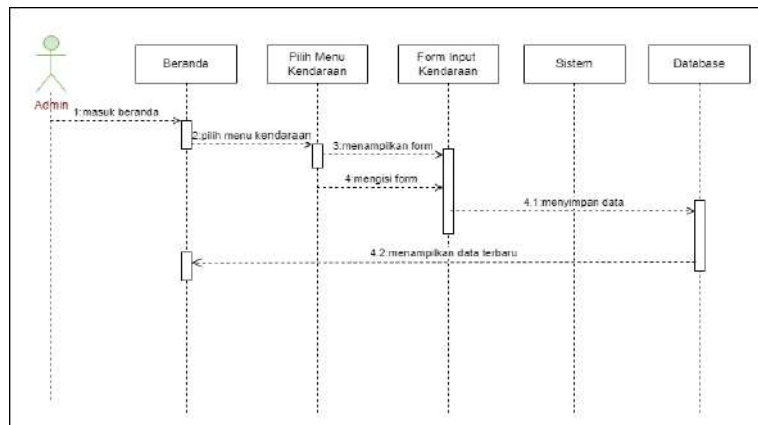 Beranda
Pilih Menu
Kendaraan
Form Input
Kendaraan
Sistem
Database
Admin
1:masuk beranda
2:pilih menu kendaraan
3:menampilkan form
4:mengisi form
4.1:menyimpan data
4.2:menampilkan data terbaru